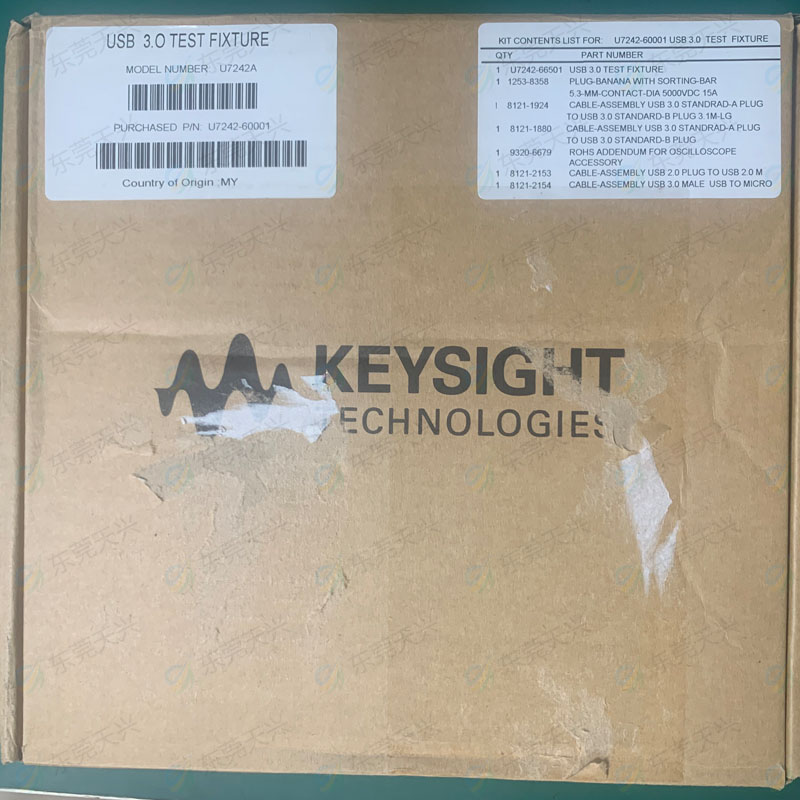 USB 3.0 TEST FIXTURE
MODEL NUMBER: U7242A
PURCHASED P/N: U7242-60001
Country of Origin :MY
KIT CONTENTS LIST FOR: U7242-60001 USB 3.0 TEST FIXTURE
QTY PART NUMBER
1 U7242-66501 USB 3.0 TEST FIXTURE
1 1253-8358 PLUG-BANANA WITH SORTING-BAR
5.3-MM-CONTACT-DIA 5000VDC 15A
1 8121-1924 CABLE-ASSEMBLY USB 3.0 STANDRAD-A PLUG
TO USB 3.0 STANDARD-B PLUG 3.1M-LG
1 8121-1880 CABLE-ASSEMBLY USB 3.0 STANDRAD-A PLUG
TO USB 3.0 STANDARD-B PLUG
1 9320-6679 ROHS ADDENDUM FOR OSCILLOSCOPE
ACCESSORY
1 8121-2153 CABLE-ASSEMBLY USB 2.0 PLUG TO USB 2.0 M
1 8121-2154 CABLE-ASSEMBLY USB 3.0 MALE USB TO MICRO
KEYSIGHT
TECHNOLOGIES
东莞天兴